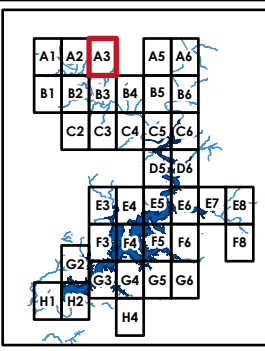 A1 A2 A3 A5 A6
B1 B2 B3 B4 B5 B6
C2 C3 C4 C5 C6
D5 D6
E3 E4 E5 E6 E7 E8
F3 F4 F5 F6 F8
G2 G3 G4 G5 G6
H1 H2
H4